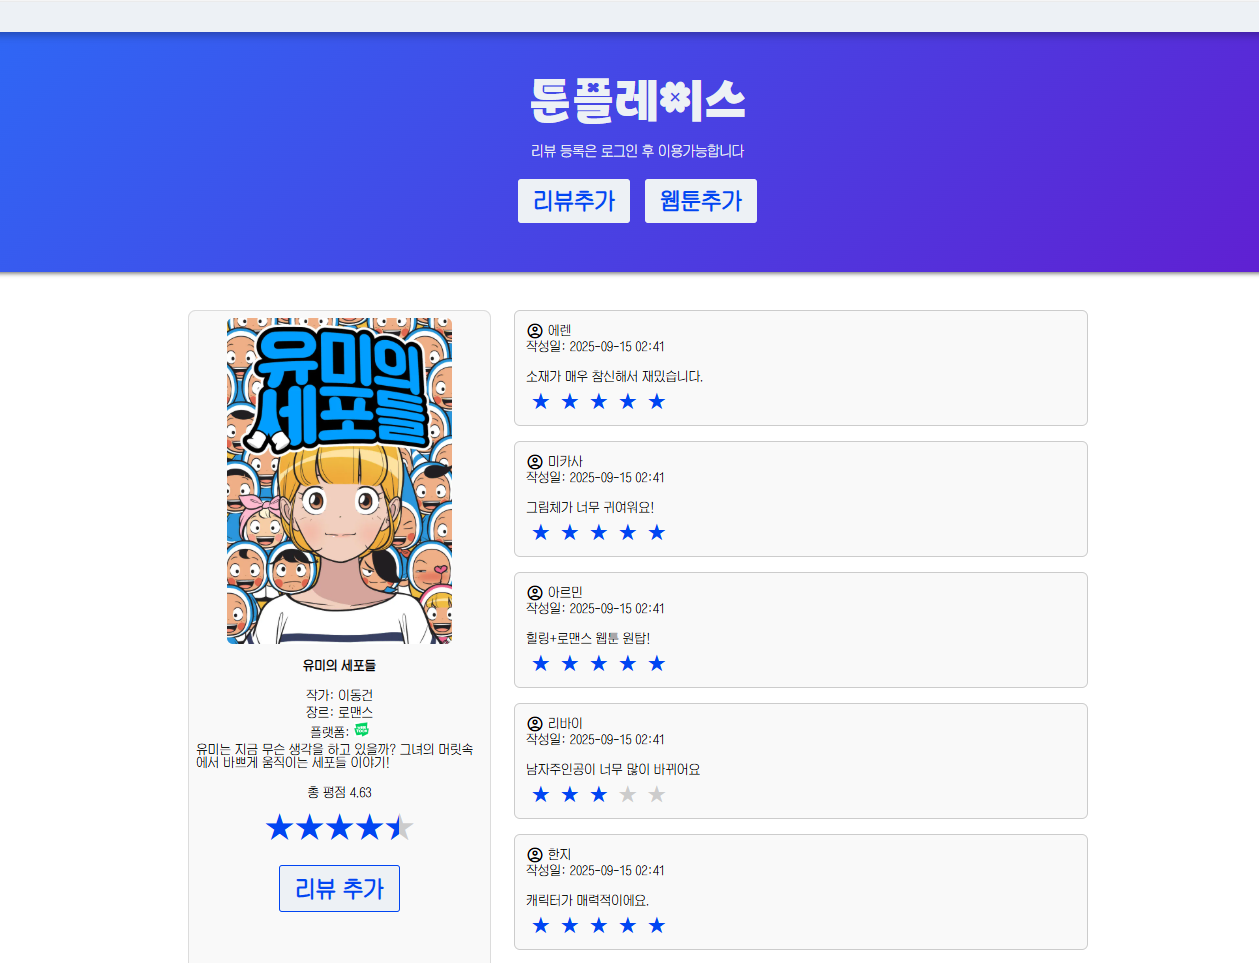 툰플레이스
리뷰 등록은 로그인 후 이용가능합니다
리뷰추가
웹툰추가
유미의
세포들
유미의 세포들
작가: 이동건
장르: 로맨스
플랫폼:
유미는 지금 무슨 생각을 하고 있을까? 그녀의 머릿속
에서 바쁘게 움직이는 세포들 이야기!
총 평점 4.63
★★★★★
리뷰 추가
에렌
작성일: 2025-09-15 02:41
소재가 매우 참신해서 재밌습니다.
★ ★ ★ ★ ★
미카사
작성일: 2025-09-15 02:41
그림체가 너무 귀여워요!
★ ★ ★ ★ ★
아르민
작성일: 2025-09-15 02:41
힐링+로맨스 웹툰 원탑!
★ ★ ★ ★ ★
리바이
작성일: 2025-09-15 02:41
남자주인공이 너무 많이 바뀌어요
★ ★ ★ ★ ★
한지
작성일: 2025-09-15 02:41
캐릭터가 매력적이에요.
★ ★ ★ ★ ★